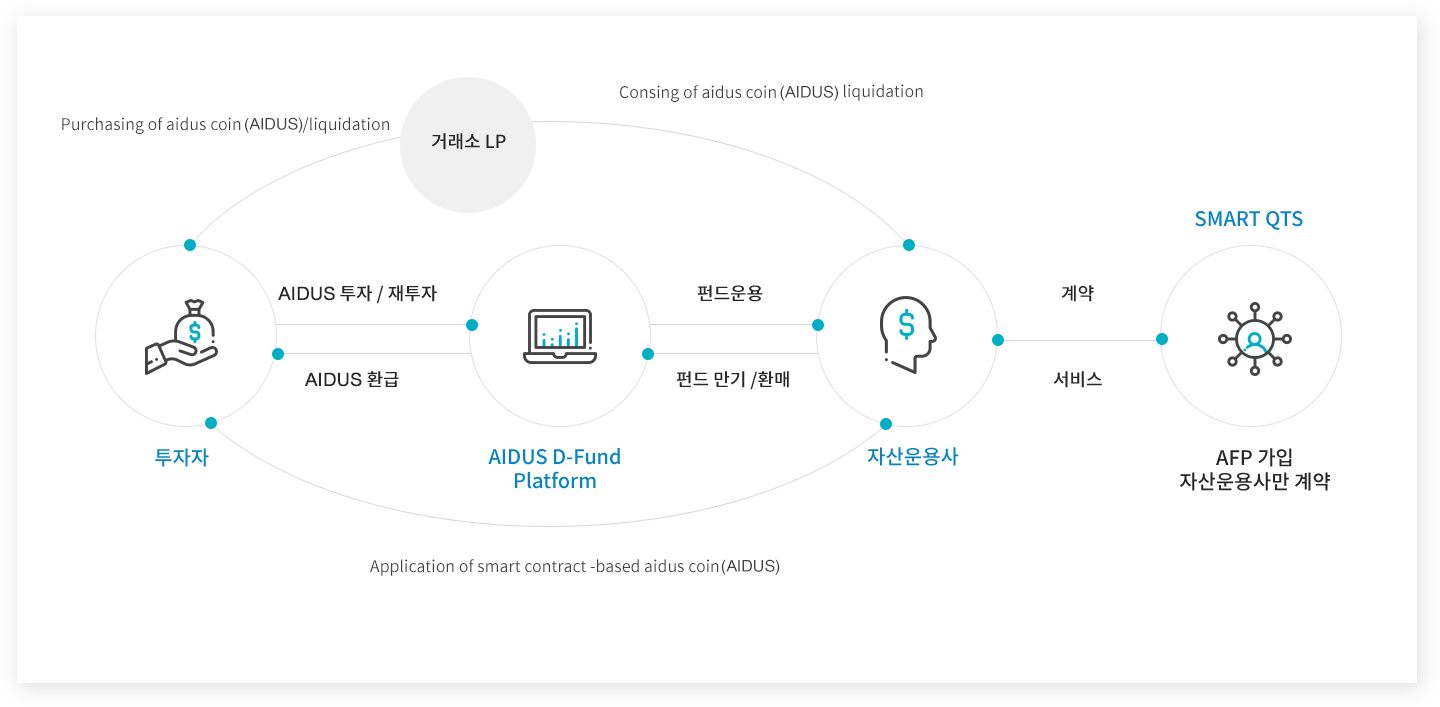 Consing of aidus coin (AIDUS) liquidation
Purchasing of aidus coin (AIDUS)/liquidation
거래소 LP
SMART QTS
AIDUS 투자 / 재투자
펀드운용
계약
$
$
AIDUS 환급
펀드 만기 /환매
서비스
투자자
AIDUS D-Fund
Platform
자산운용사
AFP 가입
자산운용사만 계약
Application of smart contract -based aidus coin(AIDUS)